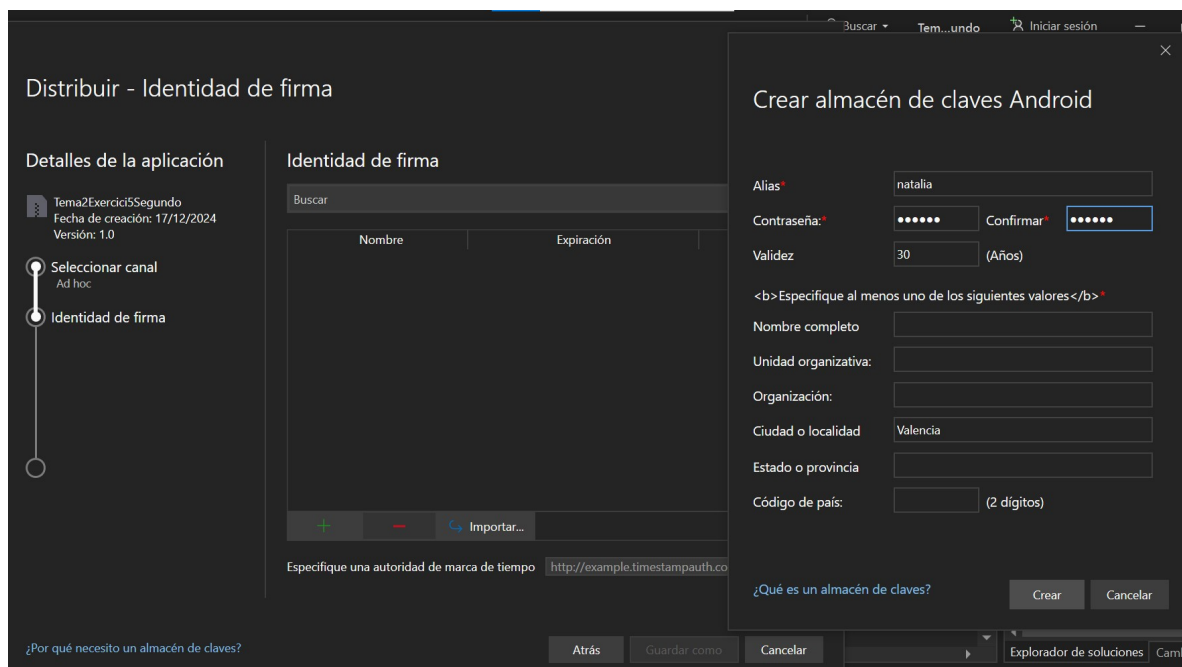 Buscar
Tem...undo
Iniciar sesión
Distribuir - Identidad de firma
Detalles de la aplicación
Tema2Exercici5Segundo
Fecha de creación: 17/12/2024
Versión: 1.0
Seleccionar canal
Ad hoc
Identidad de firma
Identidad de firma
Buscar
Nombre
Expiración
Importar...
Especifique una autoridad de marca de tiempo
http://example.timestampauth.co
¿Por qué necesito un almacén de claves?
Atrás
Guardar como
Cancelar
Crear almacén de claves Android
Alias*
natalia
Contraseña:*
••••••
Confirmar*
••••••
Validez
30
(Años)
<b>Especifique al menos uno de los siguientes valores</b>*
Nombre completo
Unidad organizativa:
Organización:
Ciudad o localidad
Valencia
Estado o provincia
Código de país:
(2 dígitos)
¿Qué es un almacén de claves?
Crear
Cancelar
Explorador de soluciones